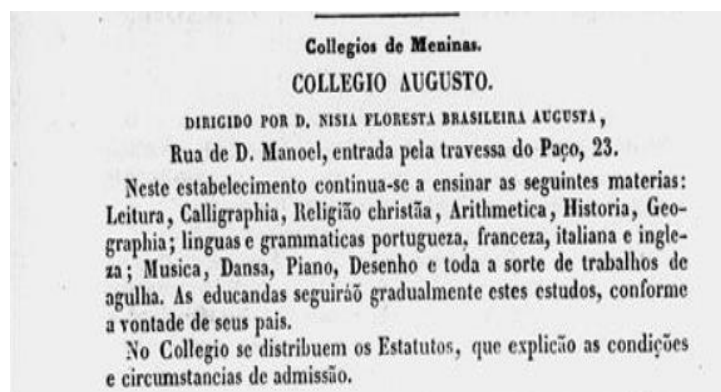 Collegios de Meninas.
COLLEGIO AUGUSTO.
DIRIGIDO POR D. NISIA FLORESTA BRASILEIRA AUGUSTA,
Rua de D. Manoel, entrada pela travessa do Paço, 23.
Neste estabelecimento continua-se a ensinar as seguintes materias:
Leitura, Calligraphia, Religião christãa, Arithmetica, Historia, Geo-
graphia; linguas e grammaticas portugueza, franceza, italiana e ingle-
za; Musica, Dansa, Piano, Desenho e toda a sorte de trabalhos de
agulha. As educandas seguiráõ gradualmente estes estudos, conforme
a vontade de seus pais.
No Collegio se distribuem os Estatutos, que explicão as condições
e circumstancias de admissão.